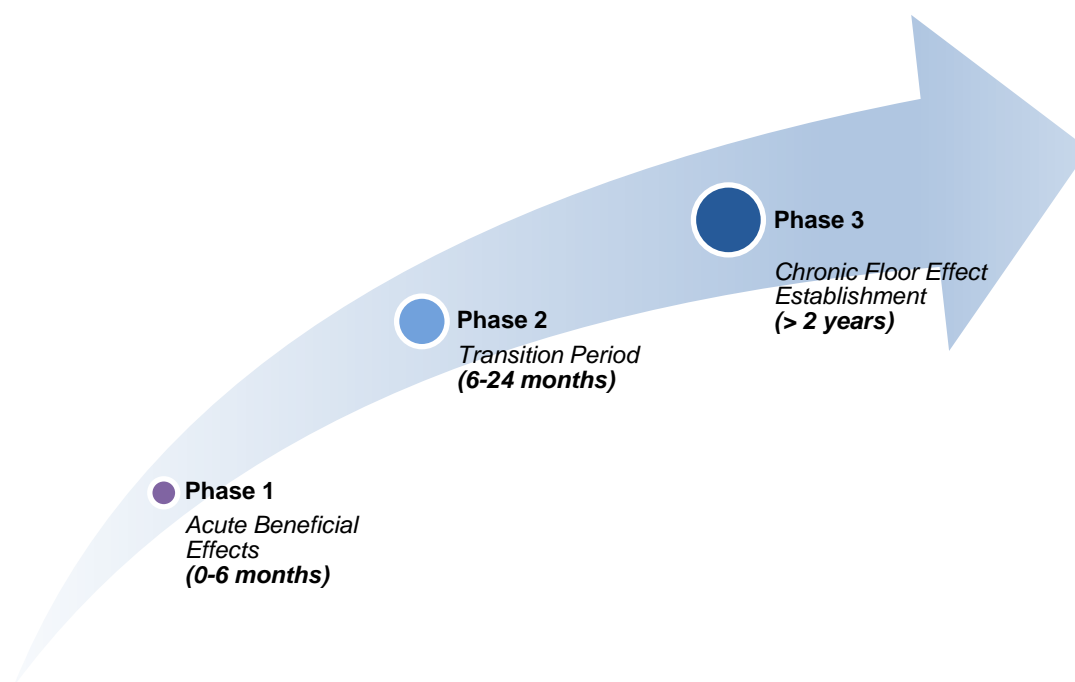 Phase 3
Chronic Floor Effect
Establishment
(> 2 years)
Phase 2
Transition Period
(6-24 months)
Phase 1
Acute Beneficial
Effects
(0-6 months)